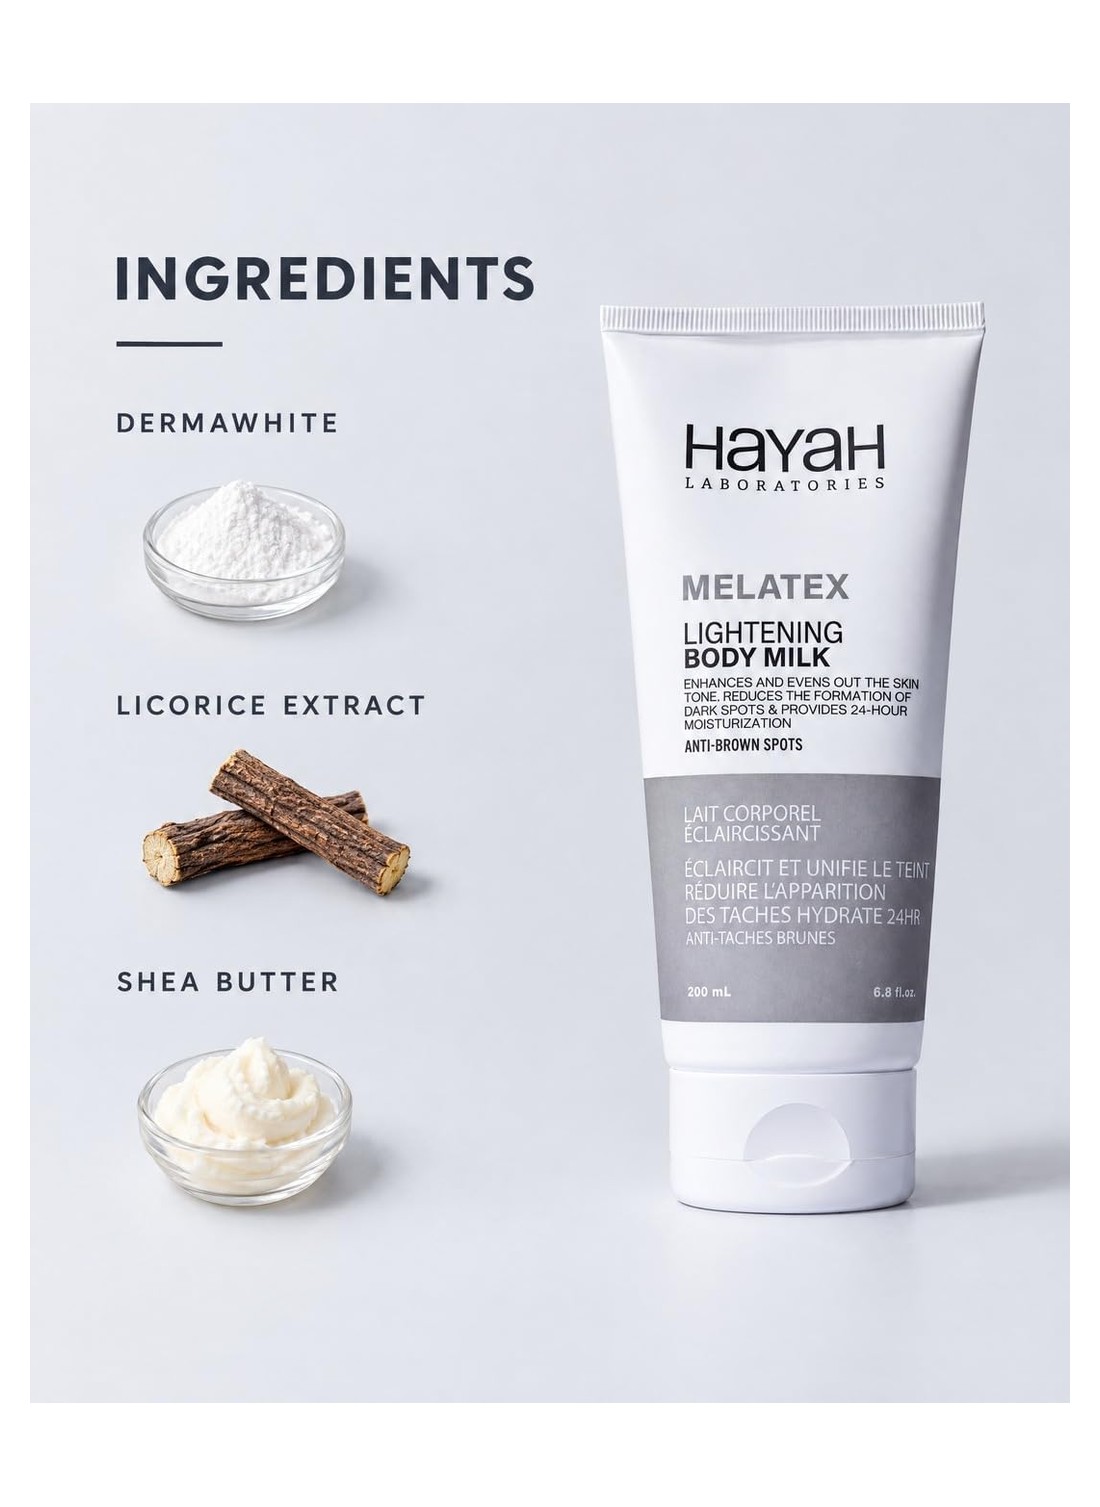 INGREDIENTS
DERMAWHITE
LICORICE EXTRACT
SHEA BUTTER
HAYAH
LABORATORIES
MELATEX
LIGHTENING
BODY MILK
ENHANCES AND EVENS OUT THE SKIN
TONE. REDUCES THE FORMATION OF
DARK SPOTS & PROVIDES 24-HOUR
MOISTURIZATION
ANTI-BROWN SPOTS
LAIT CORPOREL
ÉCLAIRCISSANT
ÉCLAIRCIT ET UNIFIE LE TEINT
RÉDUIRE L'APPARITION
DES TACHES HYDRATE 24HR
ANTI-TACHES BRUNES
200 mL 6.8 fl.oz.